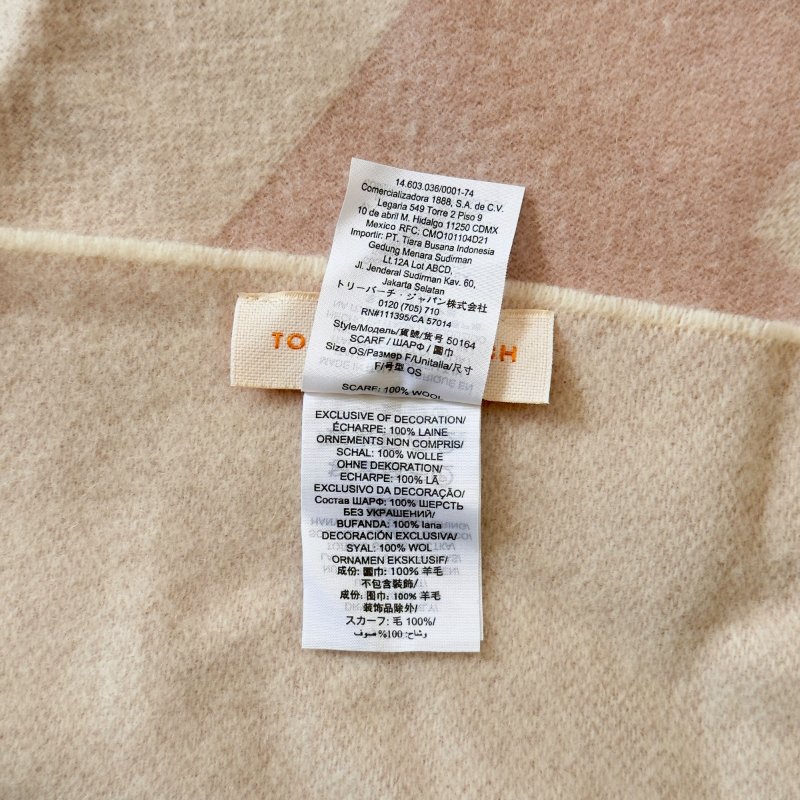 14.603.036/0001-74
Comercializadora 1888, S.A. de C.V.
Legaria 549 Torre 2 Piso 9
10 de abril M. Hidalgo 11250 CDMX
Mexico RFC: CMO101104D21
Importir: PT. Tiara Busana Indonesia
Gedung Menara Sudirman
Lt.12A Lot ABCD,
Jl. Jenderal Sudirman Kav. 60,
Jakarta Selatan
トリーバーチ・ジャパン株式会社
0120 (705) 710
RN#111395/CA 57014
Style/Модель/貨號/货号 50164
SCARF / ШАРФ / 圍巾
Size OS/Размер F/Unitalla/尺寸
F/号型 OS
TO
H
SCARF: 100% WOOL
EXCLUSIVE OF DECORATION/
ÉCHARPE: 100% LAINE
ORNEMENTS NON COMPRIS/
SCHAL: 100% WOLLE
OHNE DEKORATION/
ECHARPE: 100% LÃ
EXCLUSIVO DA DECORAÇÃO/
Состав ШАРФ: 100% ШЕРСТЬ
БЕЗ УКРАШЕНИЙ/
BUFANDA: 100% lana
DECORACIÓN EXCLUSIVA/
SYAL: 100% WOL
ORNAMEN EKSKLUSIF/
成份: 圍巾: 100% 羊毛
不包含裝飾/
成份: 围巾: 100% 羊毛
装饰品除外/
スカーフ: 毛 100%/
وشاح: 100% صوف